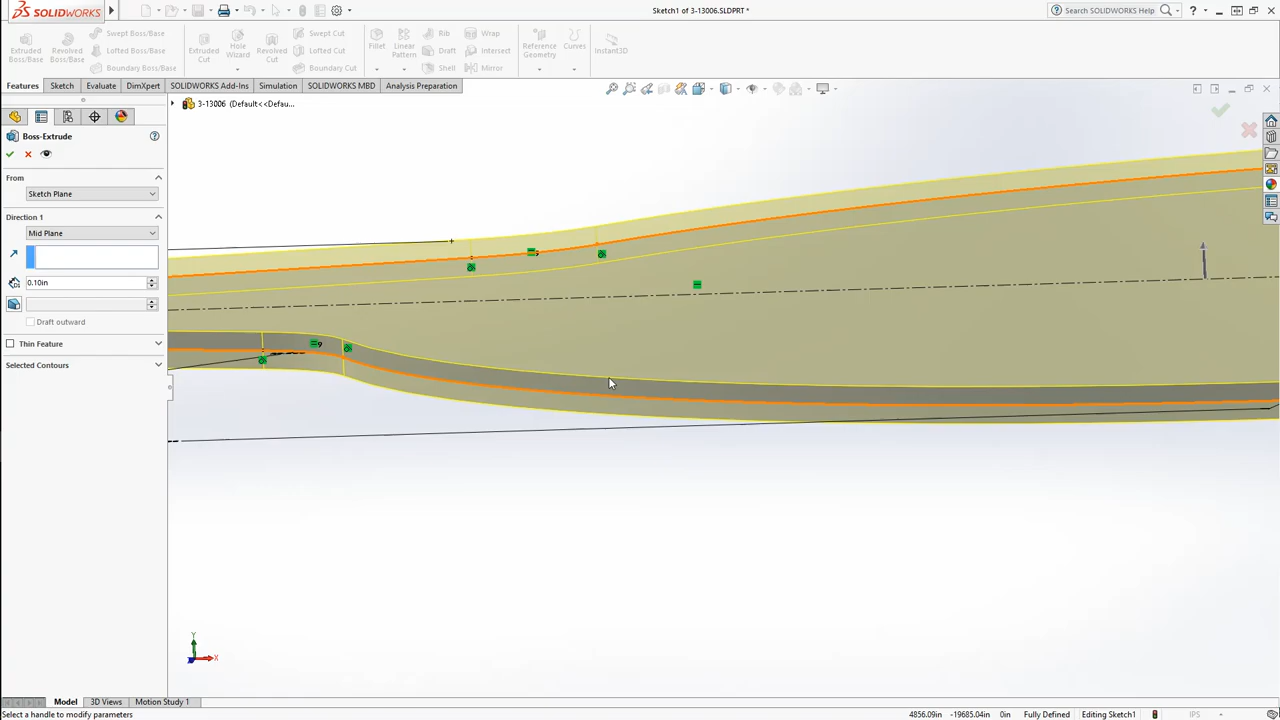 SOLIDWORKS
Sketch1 of 3-13006.SLDPRT *
Search SOLIDWORKS Help
?
Extruded Boss/Base
Revolved Boss/Base
Swept Boss/Base
Lofted Boss/Base
Boundary Boss/Base
Extruded Cut
Hole Wizard
Revolved Cut
Swept Cut
Lofted Cut
Boundary Cut
Fillet
Linear Pattern
Rib
Draft
Shell
Wrap
Intersect
Mirror
Reference Geometry
Curves
Instant3D
Features
Sketch
Evaluate
DimXpert
SOLIDWORKS Add-Ins
Simulation
SOLIDWORKS MBD
Analysis Preparation
3-13006 (Default<<Defau...
Boss-Extrude
From
Sketch Plane
Direction 1
Mid Plane
0.10in
Draft outward
Thin Feature
Selected Contours
9
9
Y
X
Model
3D Views
Motion Study 1
Select a handle to modify parameters
4856.09in
-19685.04in
0in
Fully Defined
Editing Sketch1
IPS